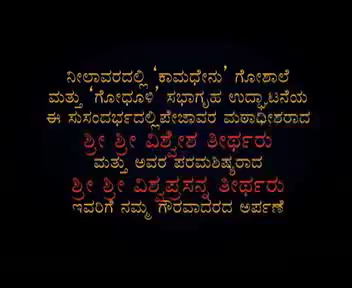 ನೀಲಾವರದಲ್ಲಿ 'ಕಾಮಧೇನು' ಗೋಶಾಲೆ
ಮತ್ತು 'ಗೋಧೂಳಿ' ಸಭಾಗೃಹ ಉದ್ಘಾಟನೆಯ
ಈ ಸುಸಂದರ್ಭದಲ್ಲಿಪೇಜಾವರ ಮಠಾಧೀಶರಾದ
ಶ್ರೀ ಶ್ರೀ ವಿಶ್ವೇಶ ತೀರ್ಥರು
ಮತ್ತು ಅವರ ಪರಮಶಿಷ್ಯರಾದ
ಶ್ರೀ ಶ್ರೀ ವಿಶ್ವಪ್ರಸನ್ನ ತೀರ್ಥರು
ಇವರಿಗೆ ನಮ್ಮ ಗೌರವಾದರದ ಅರ್ಪಣೆ